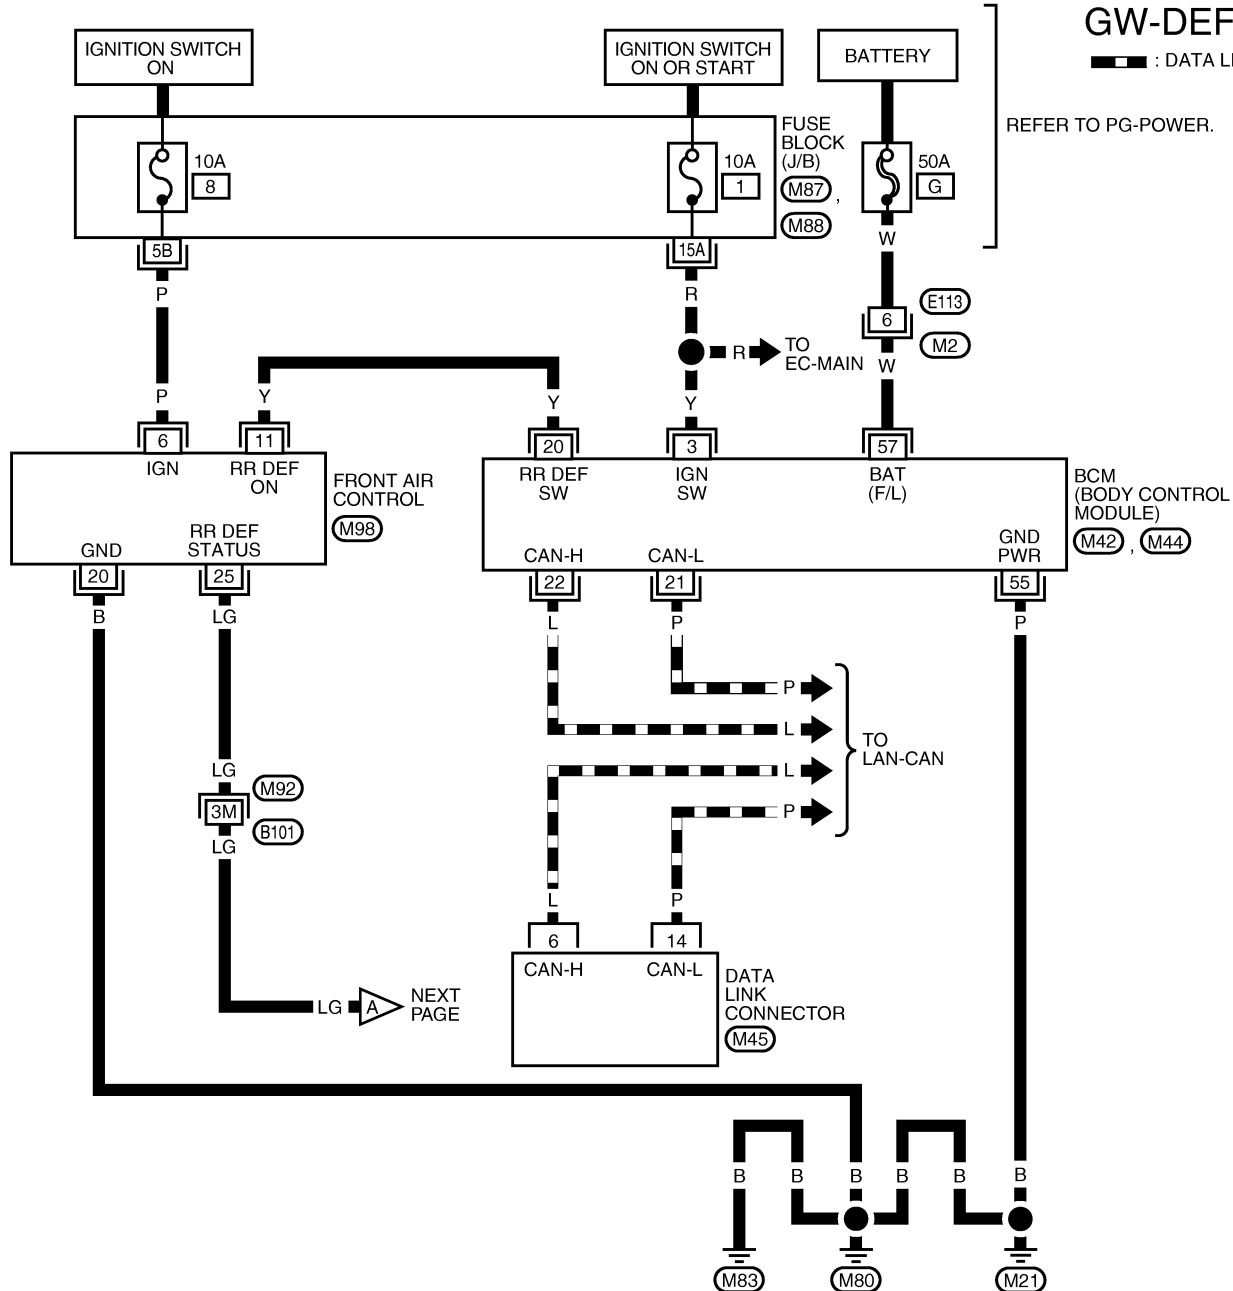 GW-DEF
: DATA LI
IGNITION SWITCH
ON
IGNITION SWITCH
ON OR START
BATTERY
REFER TO PG-POWER.
FUSE
BLOCK
(J/B)
M87 ,
M88
10A
8
10A
1
50A
G
5B
15A
W
P
R
E113
6
M2
R
TO
EC-MAIN
W
P
Y
Y
Y
6
11
20
3
57
IGN
RR DEF
ON
RR DEF
SW
IGN
SW
BAT
(F/L)
FRONT AIR
CONTROL
M98
BCM
(BODY CONTROL
MODULE)
M42 , M44
GND
RR DEF
STATUS
CAN-H
CAN-L
GND
PWR
20
25
22
21
55
B
LG
L
P
P
P
L
L
P
TO
LAN-CAN
LG
M92
3M
B101
LG
L
P
6
14
CAN-H
CAN-L
DATA
LINK
CONNECTOR
M45
LG
A
NEXT
PAGE
B
B
B
B
B
B
M83
M80
M21